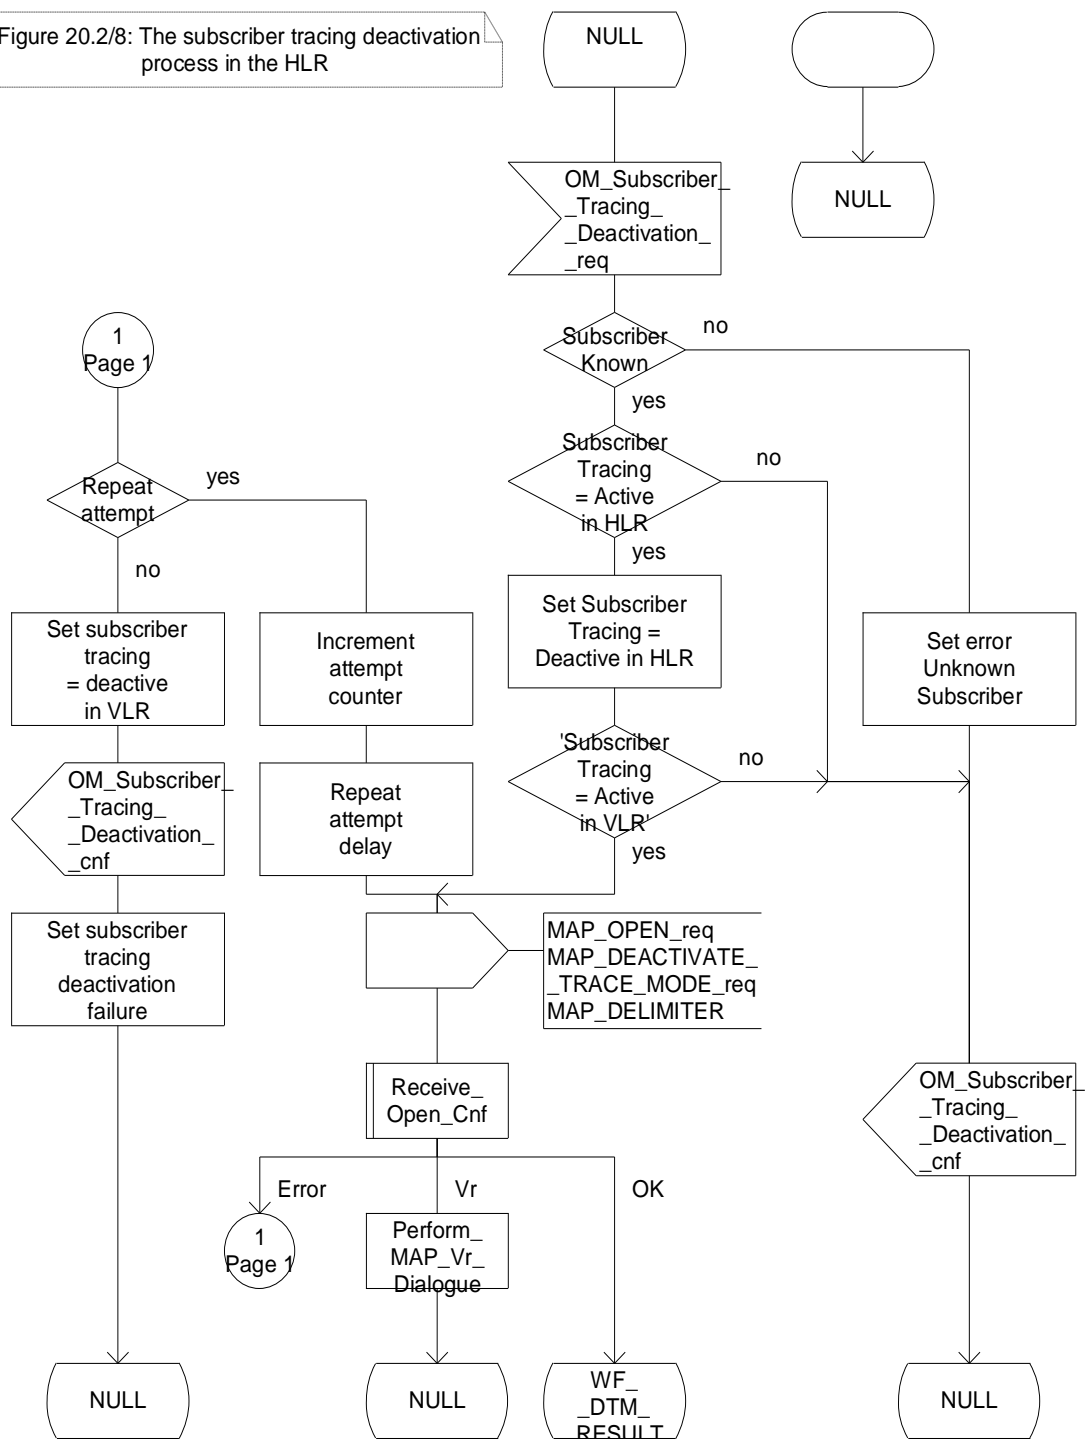 Figure 20.2/8: The subscriber tracing deactivation
process in the HLR
NULL
OM_Subscriber_
_Tracing_
_Deactivation_
_req
NULL
Subscriber
Known
no
yes
1
Page 1
Subscriber
Tracing
= Active
in HLR
no
yes
Repeat
attempt
yes
no
Set Subscriber
Tracing =
Deactive in HLR
Set subscriber
tracing
= deactive
in VLR
Increment
attempt
counter
Set error
Unknown
Subscriber
'Subscriber
Tracing
= Active
in VLR'
no
yes
OM_Subscriber_
_Tracing_
_Deactivation_
_cnf
Repeat
attempt
delay
Set subscriber
tracing
deactivation
failure
MAP_OPEN_req
MAP_DEACTIVATE_
_TRACE_MODE_req
MAP_DELIMITER
Receive_
Open_Cnf
OM_Subscriber_
_Tracing_
_Deactivation_
_cnf
Error
Vr
OK
1
Page 1
Perform_
MAP_Vr_
Dialogue
NULL
NULL
WF_
_DTM_
RESULT
NULL